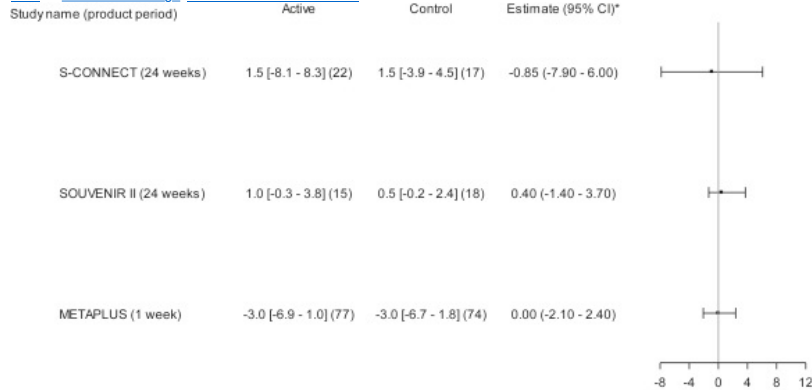 Study name (product period) Active Control Estimate (95% CI)*
S-CONNECT (24 weeks) 1.5 [-8.1 - 8.3] (22) 1.5 [-3.9 - 4.5] (17) -0.85 (-7.90 - 6.00)
SOUVENIR II (24 weeks) 1.0 [-0.3 - 3.8] (15) 0.5 [-0.2 - 2.4] (18) 0.40 (-1.40 - 3.70)
METAPLUS (1 week) -3.0 [-6.9 - 1.0] (77) -3.0 [-6.7 - 1.8] (74) 0.00 (-2.10 - 2.40)
-8 -4 0 4 8 12